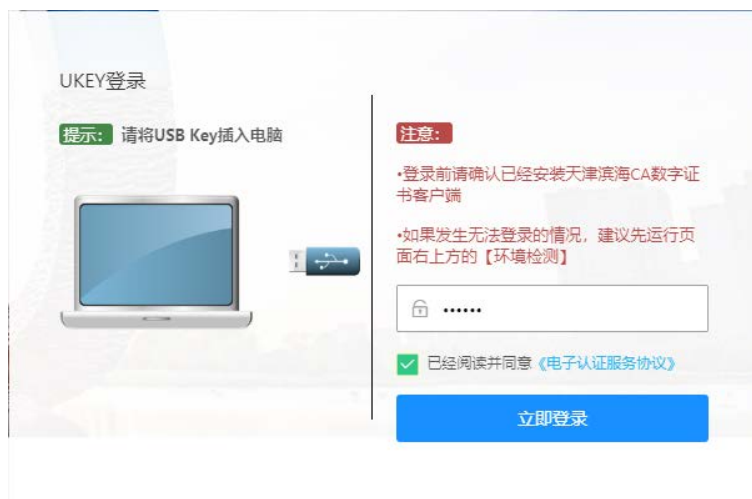 UKEY登录
提示: 请将USB Key插入电脑
注意:
•登录前请确认已经安装天津滨海CA数字证
书客户端
•如果发生无法登录的情况，建议先运行页
面右上方的【环境检测】
••••••
已经阅读并同意《电子认证服务协议》
立即登录